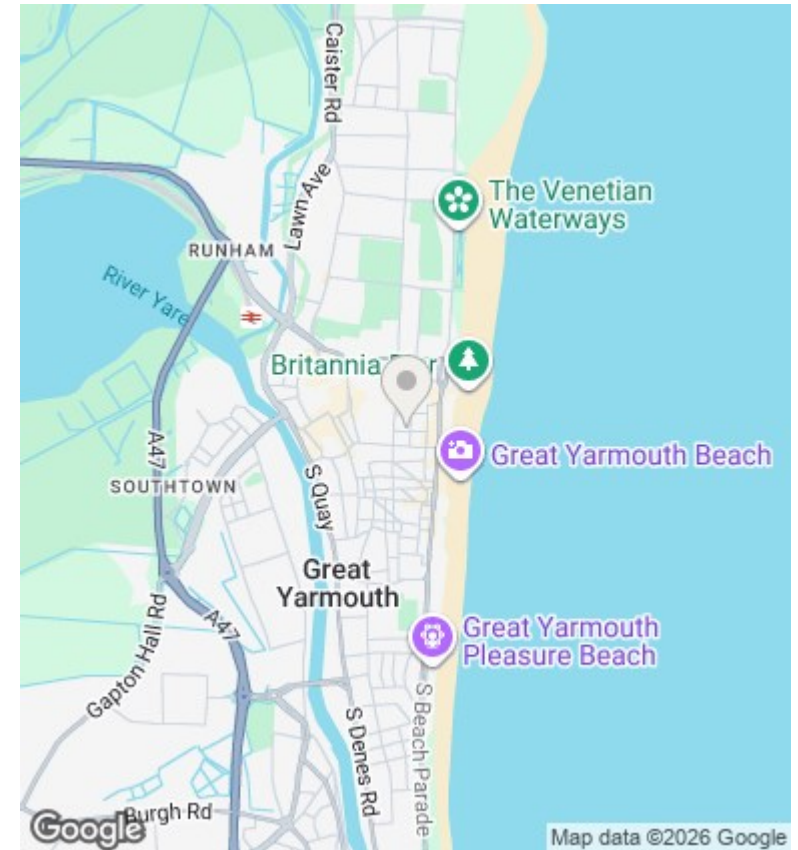 Caister Rd
The Venetian
Waterways
Lawn Ave
RUNHAM
River Yare
Britannia Pier
A47
Great Yarmouth Beach
SOUTHTOWN
S Quay
Great
Yarmouth
Great Yarmouth
Pleasure Beach
A47
Gapton Hall Rd
S Beach Parade
S Denes Rd
Burgh Rd
Google
Map data ©2026 Google